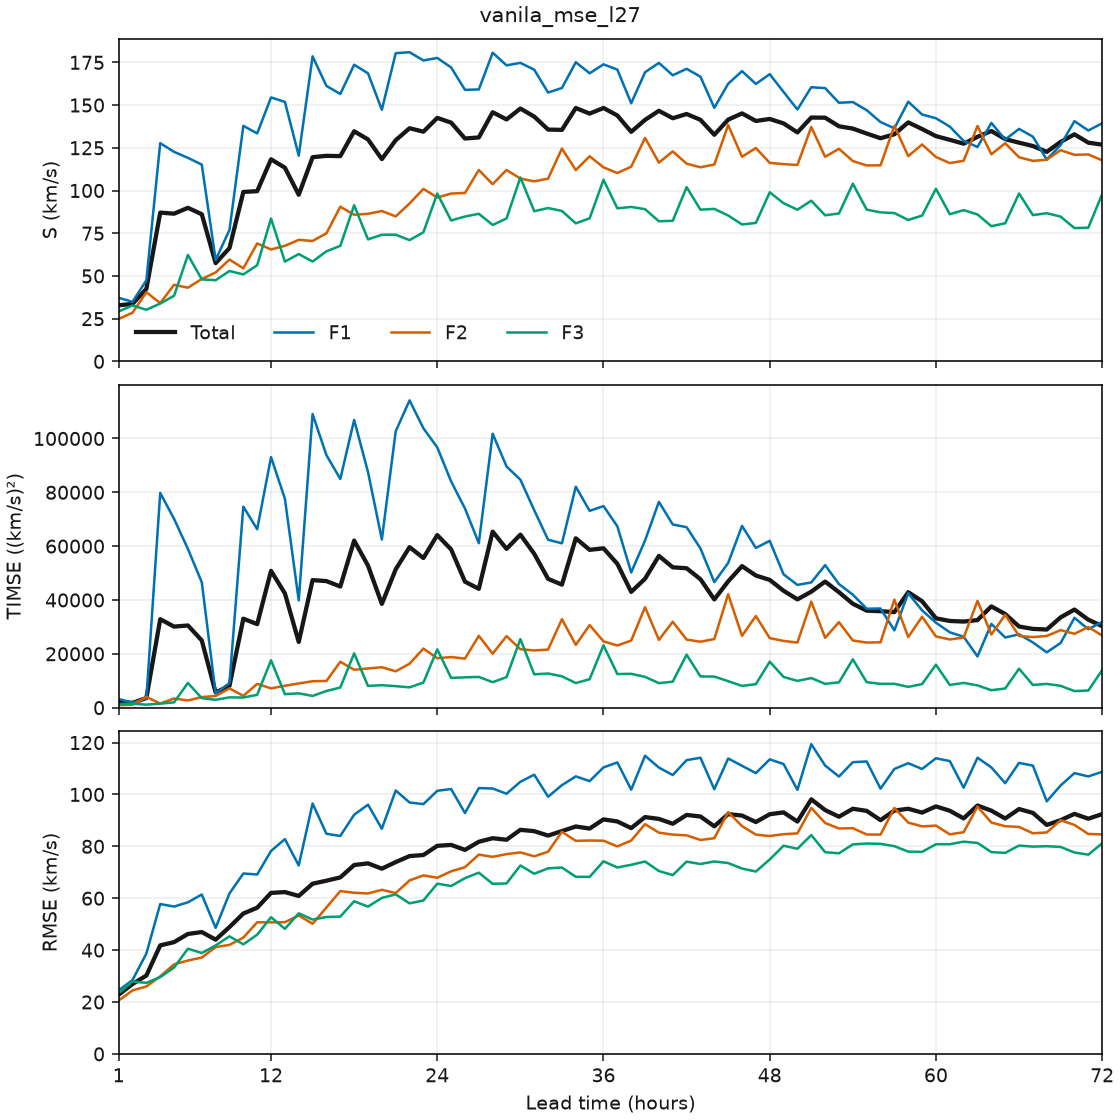 vanila_mse_l27
S (km/s)
175
150
125
100
75
50
25
0
Total
F1
F2
F3
TIMSE ((km/s)²)
100000
80000
60000
40000
20000
0
RMSE (km/s)
120
100
80
60
40
20
0
1 12 24 36 48 60 72
Lead time (hours)